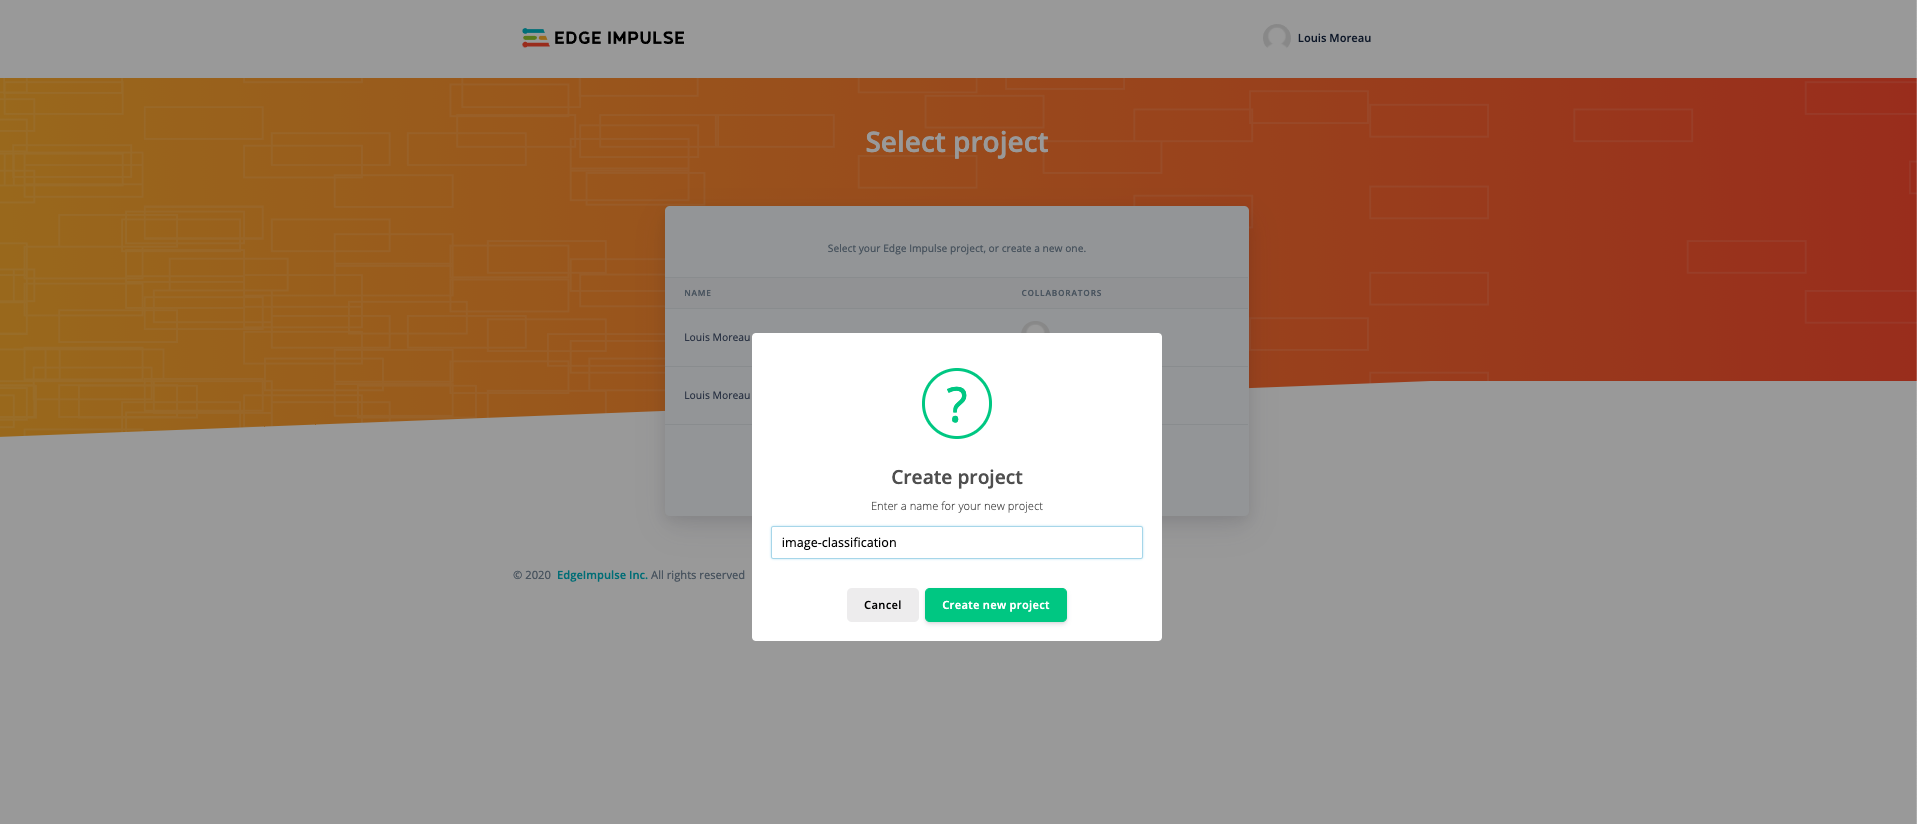 EDGE IMPULSE
Louis Moreau
Select project
Select your Edge Impulse project, or create a new one.
NAME COLLABORATORS
Louis Moreau
Louis Moreau
?
Create project
Enter a name for your new project
image-classification
Cancel Create new project
© 2020 EdgeImpulse Inc. All rights reserved